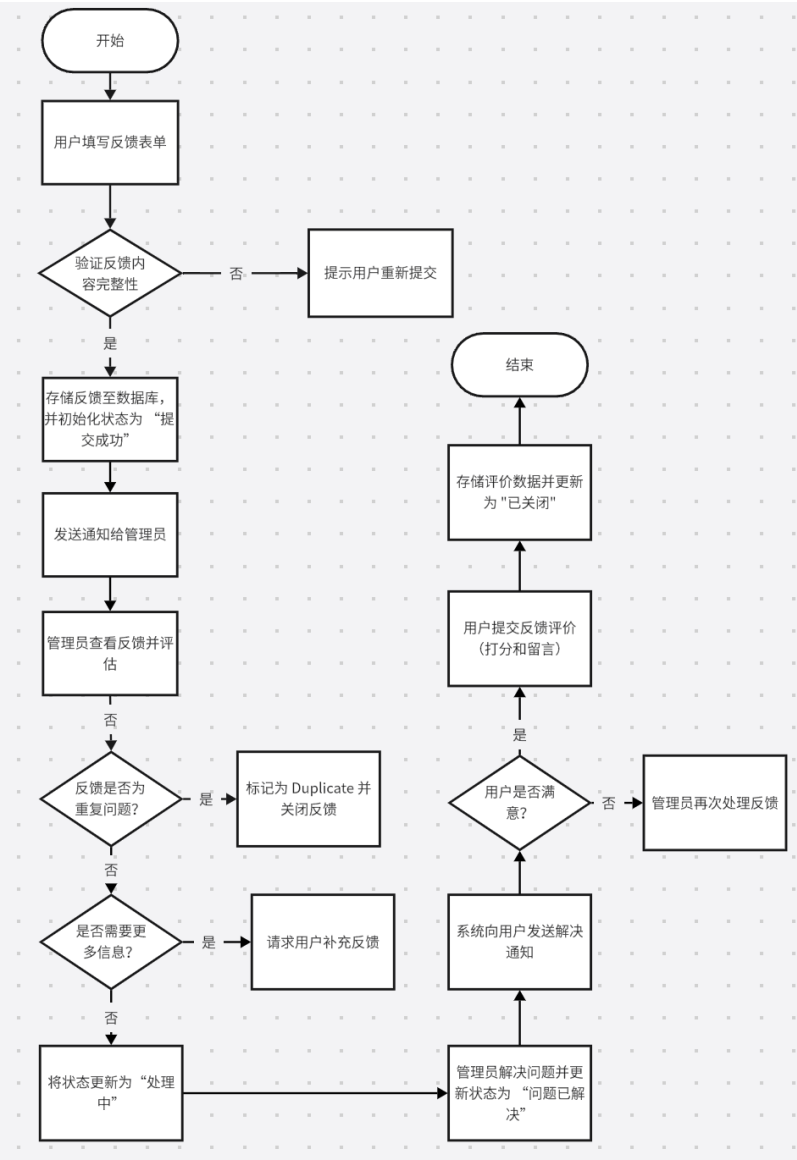 开始
用户填写反馈表单
验证反馈内
容完整性
否
提示用户重新提交
是
存储反馈至数据库，
并初始化状态为 “提
交成功”
发送通知给管理员
管理员查看反馈并评
估
否
反馈是否为
重复问题？
是
标记为 Duplicate 并
关闭反馈
否
是否需要更
多信息？
是
请求用户补充反馈
否
将状态更新为“处理
中”
管理员解决问题并更
新状态为 “问题已解
决”
系统向用户发送解决
通知
用户是否满
意？
否
管理员再次处理反馈
是
用户提交反馈评价
（打分和留言）
存储评价数据并更新
为 "已关闭"
结束